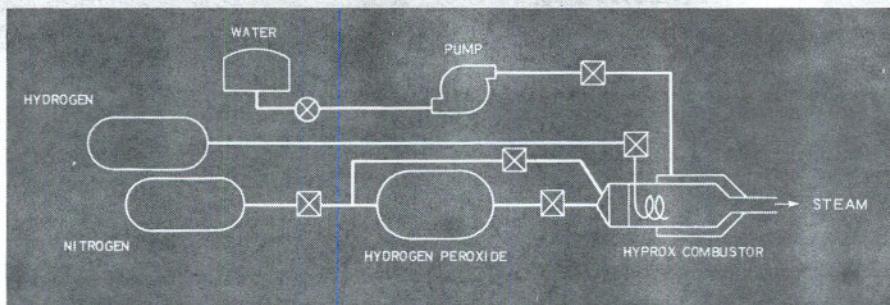 WATER
PUMP
HYDROGEN
STEAM
NITROGEN
HYDROGEN PEROXIDE
HYPROX COMBUSTOR